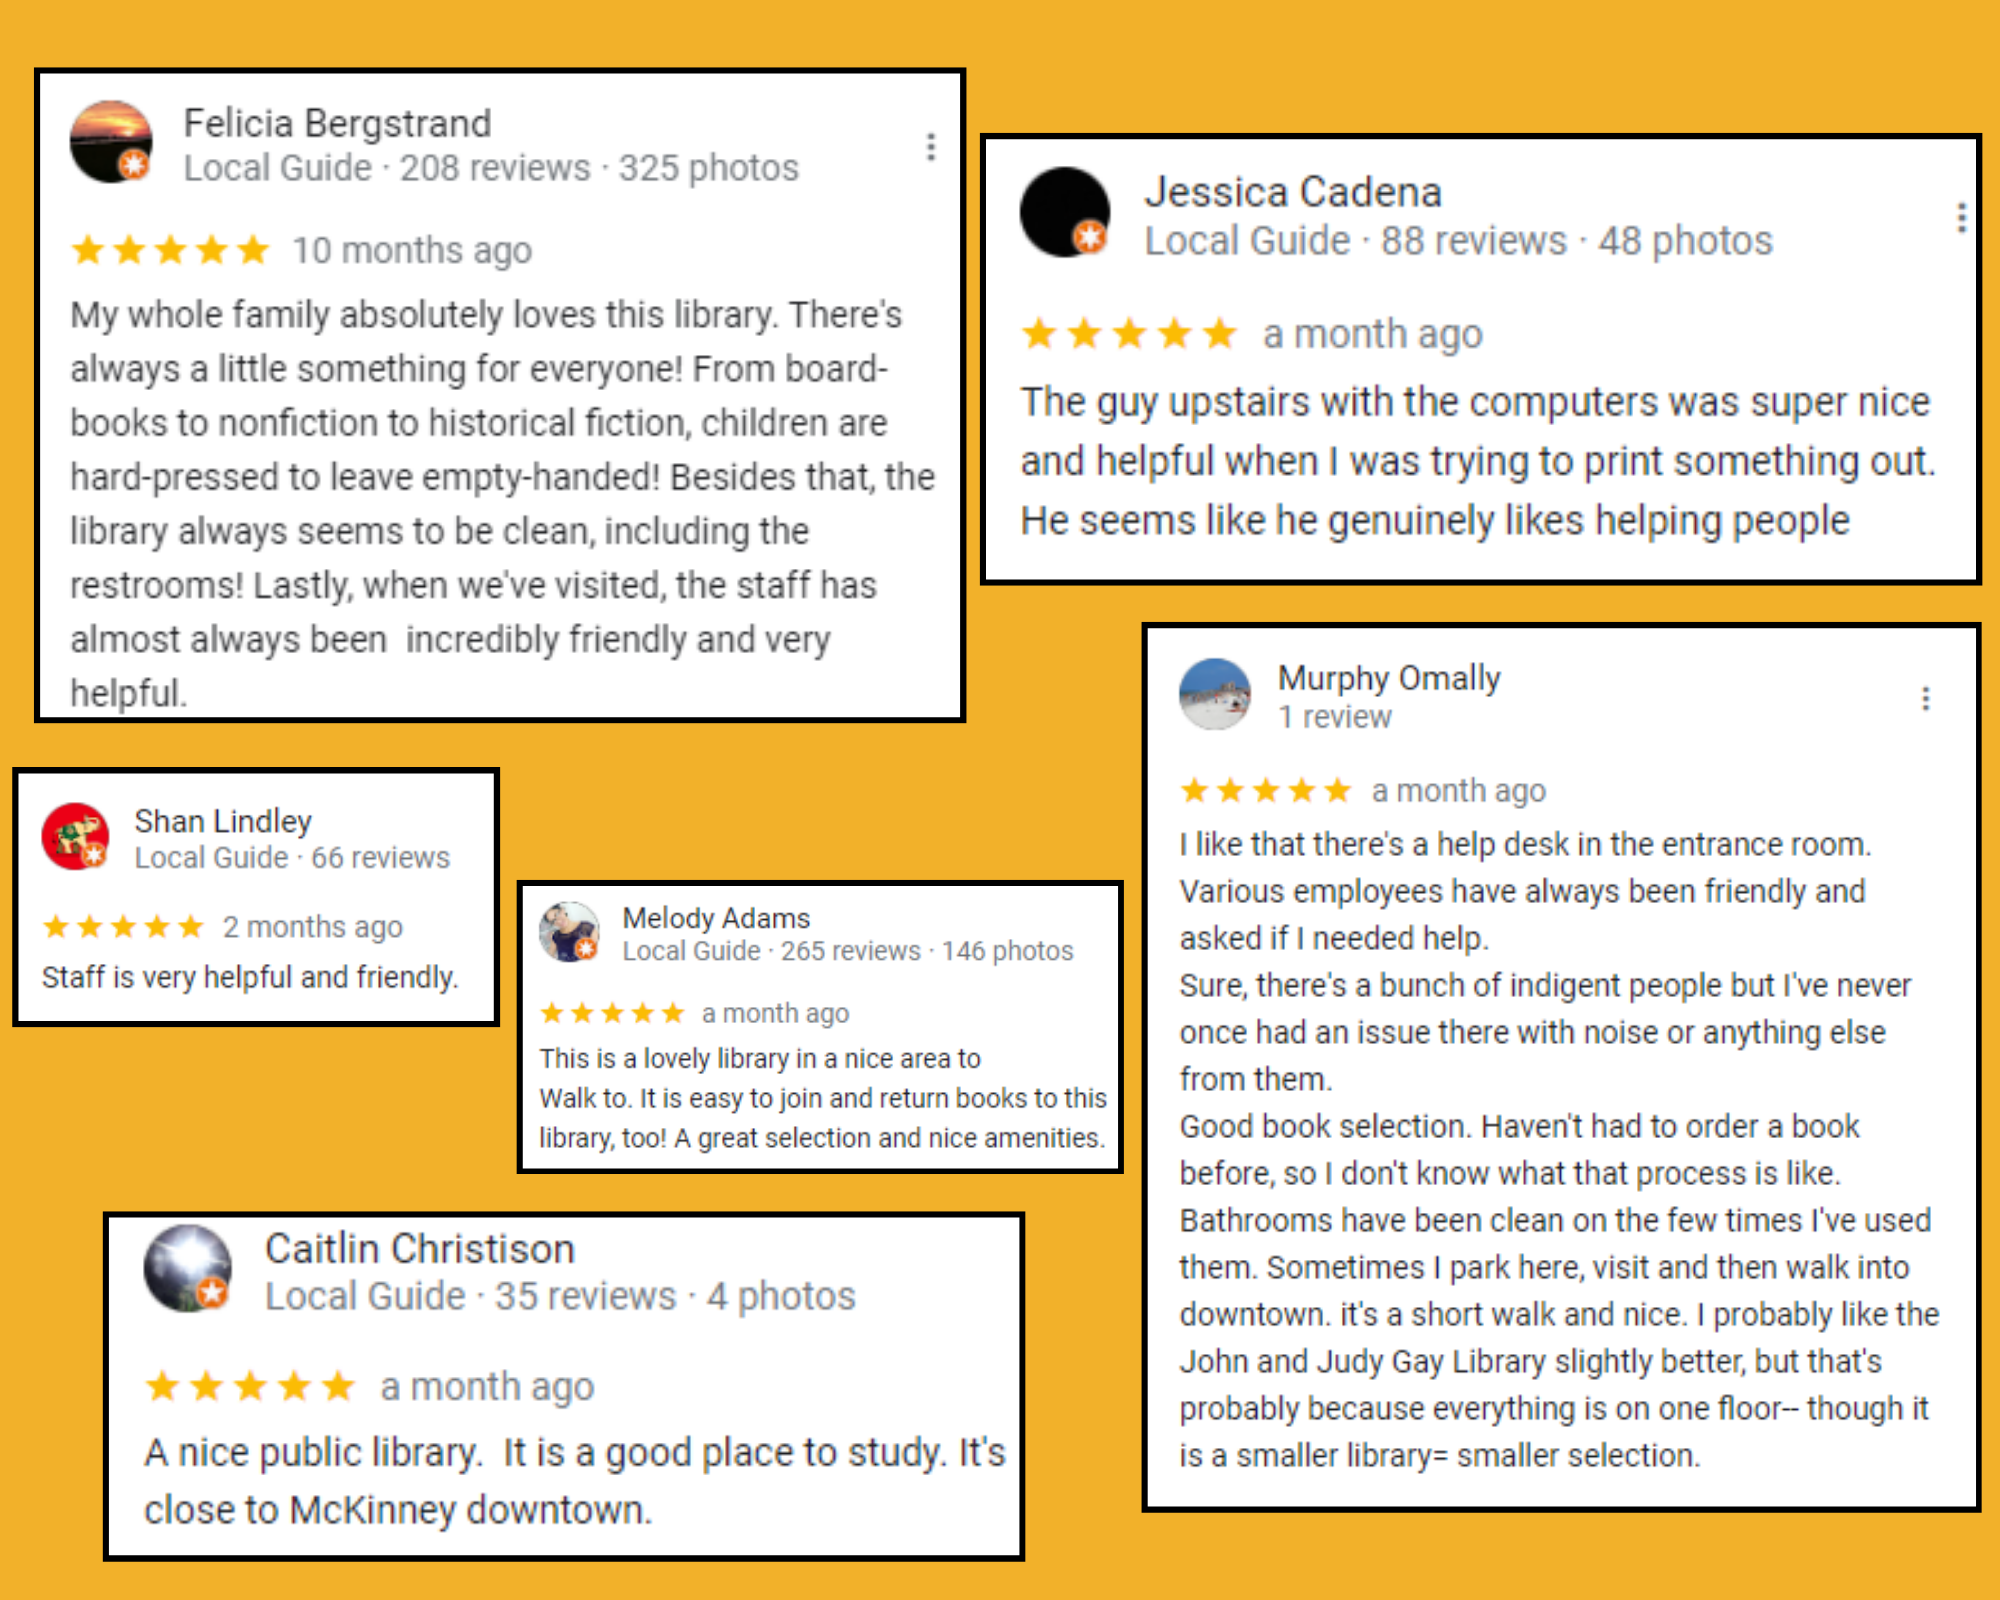 Felicia Bergstrand
Local Guide · 208 reviews · 325 photos
10 months ago
My whole family absolutely loves this library. There's
always a little something for everyone! From board-
books to nonfiction to historical fiction, children are
hard-pressed to leave empty-handed! Besides that, the
library always seems to be clean, including the
restrooms! Lastly, when we've visited, the staff has
almost always been  incredibly friendly and very
helpful.
Jessica Cadena
Local Guide · 88 reviews · 48 photos
a month ago
The guy upstairs with the computers was super nice
and helpful when I was trying to print something out.
He seems like he genuinely likes helping people
Shan Lindley
Local Guide · 66 reviews
2 months ago
Staff is very helpful and friendly.
Melody Adams
Local Guide · 265 reviews · 146 photos
a month ago
This is a lovely library in a nice area to
Walk to. It is easy to join and return books to this
library, too! A great selection and nice amenities.
Murphy Omally
1 review
a month ago
I like that there's a help desk in the entrance room.
Various employees have always been friendly and
asked if I needed help.
Sure, there's a bunch of indigent people but I've never
once had an issue there with noise or anything else
from them.
Good book selection. Haven't had to order a book
before, so I don't know what that process is like.
Bathrooms have been clean on the few times I've used
them. Sometimes I park here, visit and then walk into
downtown. it's a short walk and nice. I probably like the
John and Judy Gay Library slightly better, but that's
probably because everything is on one floor-- though it
is a smaller library= smaller selection.
Caitlin Christison
Local Guide · 35 reviews · 4 photos
a month ago
A nice public library.  It is a good place to study. It's
close to McKinney downtown.